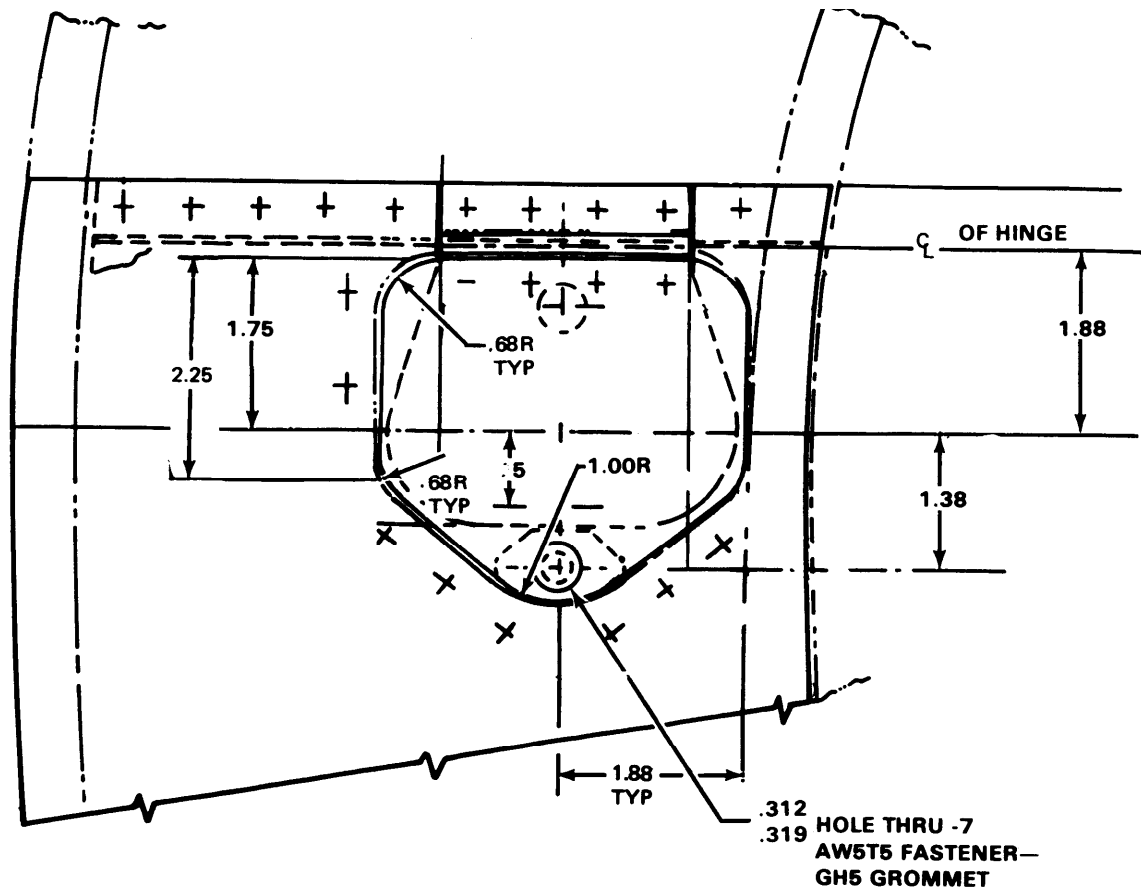 ℄ OF HINGE
1.75
1.88
2.25
.68R
TYP
.68R
TYP
.5
1.00R
1.38
1.88
TYP
.312
.319 HOLE THRU -7
AW5T5 FASTENER—
GH5 GROMMET